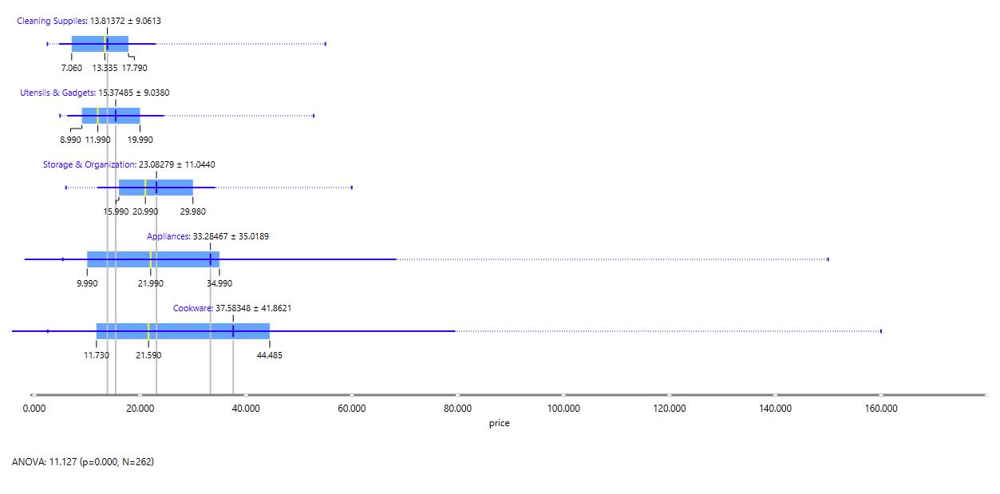 Cleaning Supplies: 13.81372 ± 9.0613
7.060 13.335 17.790
Utensils & Gadgets: 15.37485 ± 9.0380
8.990 11.990 19.990
Storage & Organization: 23.08279 ± 11.0440
15.990 20.990 29.980
Appliances: 33.28467 ± 35.0189
9.990 21.990 34.990
Cookware: 37.58348 ± 41.8621
11.730 21.590 44.485
0.000 20.000 40.000 60.000 80.000 100.000 120.000 140.000 160.000
price
ANOVA: 11.127 (p=0.000, N=262)